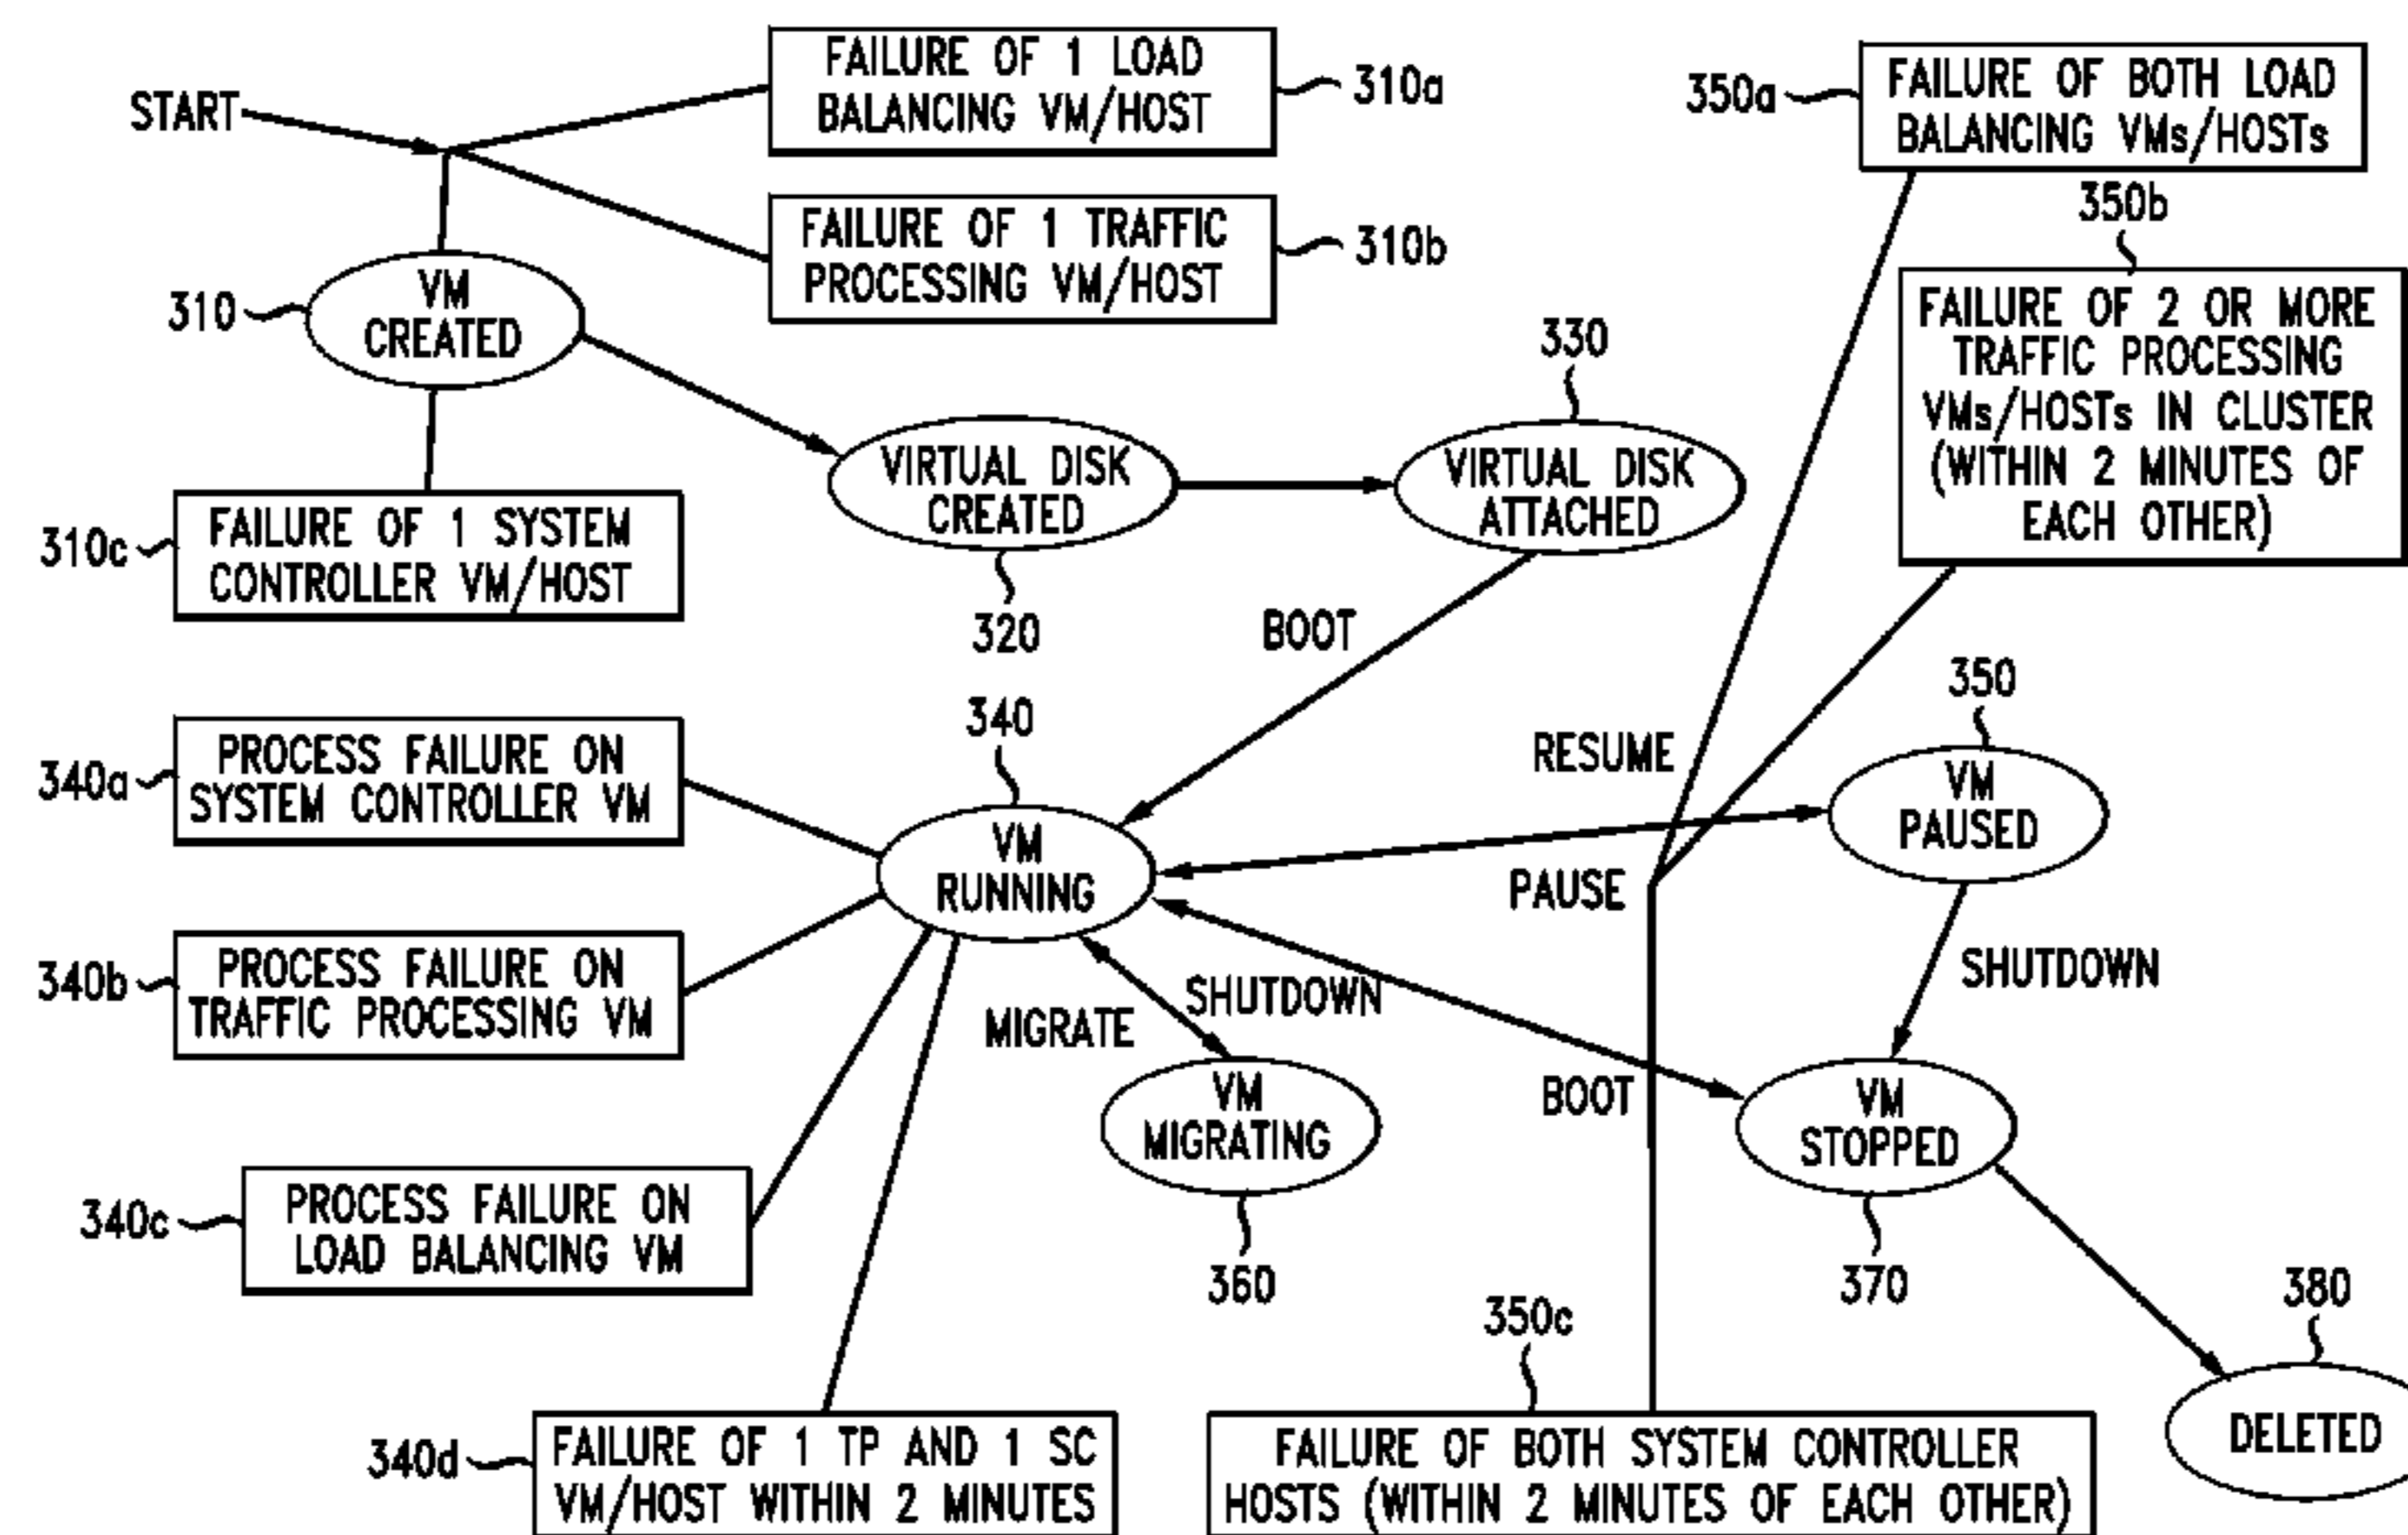 START
FAILURE OF 1 LOAD
BALANCING VM/HOST
310a
FAILURE OF 1 TRAFFIC
PROCESSING VM/HOST
310b
350a
FAILURE OF BOTH LOAD
BALANCING VMs/HOSTs
350b
FAILURE OF 2 OR MORE
TRAFFIC PROCESSING
VMs/HOSTs IN CLUSTER
(WITHIN 2 MINUTES OF
EACH OTHER)
310
VM
CREATED
310c
FAILURE OF 1 SYSTEM
CONTROLLER VM/HOST
VIRTUAL DISK
CREATED
320
330
VIRTUAL DISK
ATTACHED
BOOT
340a
PROCESS FAILURE ON
SYSTEM CONTROLLER VM
340
VM
RUNNING
RESUME
PAUSE
350
VM
PAUSED
340b
PROCESS FAILURE ON
TRAFFIC PROCESSING VM
MIGRATE
SHUTDOWN
BOOT
SHUTDOWN
VM
MIGRATING
360
VM
STOPPED
370
340c
PROCESS FAILURE ON
LOAD BALANCING VM
340d
FAILURE OF 1 TP AND 1 SC
VM/HOST WITHIN 2 MINUTES
350c
FAILURE OF BOTH SYSTEM CONTROLLER
HOSTS (WITHIN 2 MINUTES OF EACH OTHER)
380
DELETED